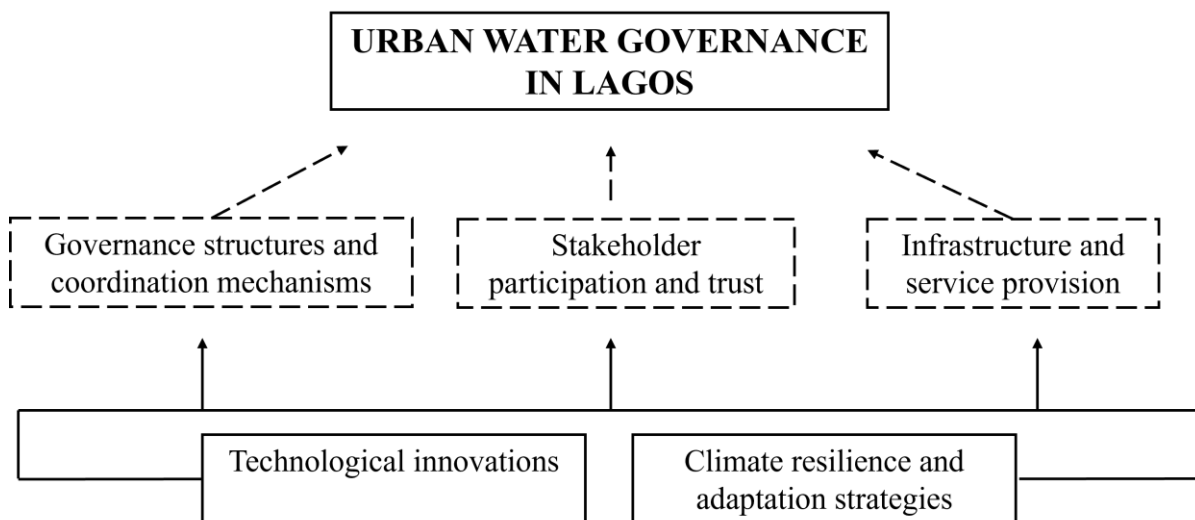 URBAN WATER GOVERNANCE
IN LAGOS
Governance structures and
coordination mechanisms
Stakeholder
participation and trust
Infrastructure and
service provision
Technological innovations
Climate resilience and
adaptation strategies